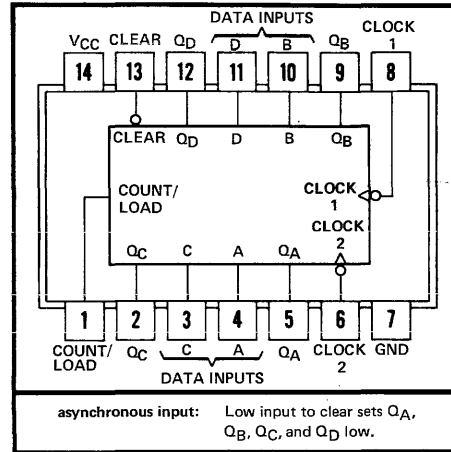 DATA INPUTS
VCC CLEAR QD D B QB CLOCK 1
14 13 12 11 10 9 8
CLEAR QD D B QB
COUNT/
LOAD
CLOCK
1
CLOCK
2
QC C A QA
1 2 3 4 5 6 7
COUNT/
LOAD
QC C A QA CLOCK 2 GND
DATA INPUTS
asynchronous input: Low input to clear sets QA,
QB, QC, and QD low.